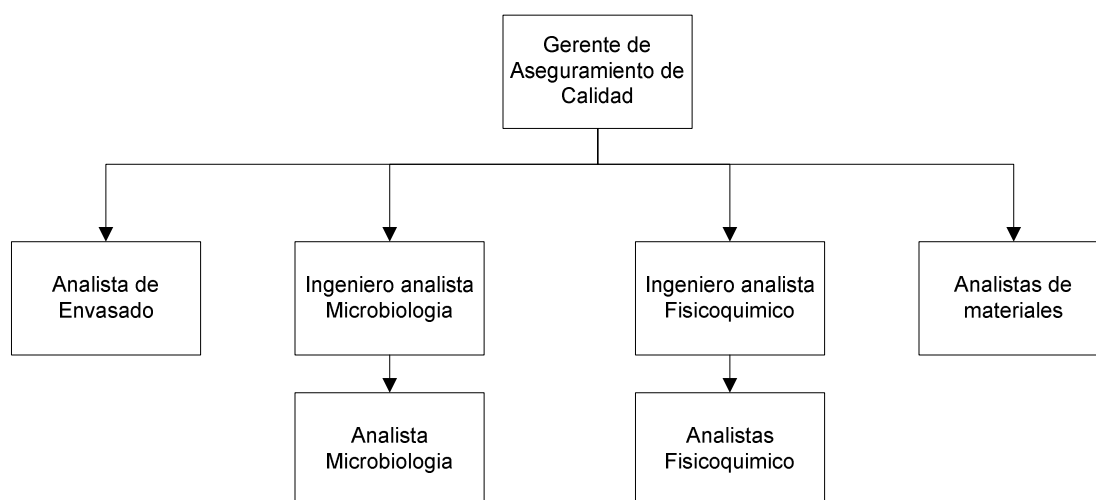 Gerente de
Aseguramiento de
Calidad
Analista de
Envasado
Ingeniero analista
Microbiologia
Ingeniero analista
Fisicoquimico
Analistas de
materiales
Analista
Microbiologia
Analistas
Fisicoquimico